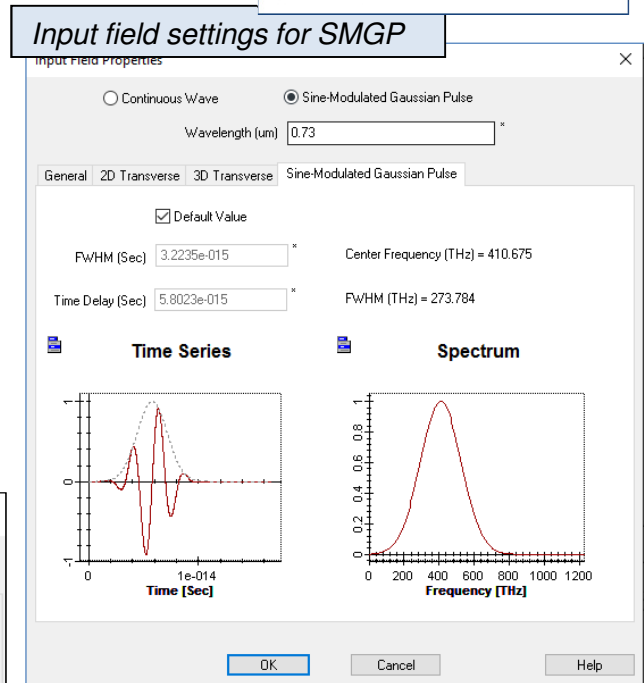 Input field settings for SMGP
Input Field Properties
Continuous Wave Sine-Modulated Gaussian Pulse
Wavelength (um) 0.73 *
General 2D Transverse 3D Transverse Sine-Modulated Gaussian Pulse
Default Value
FWHM (Sec) 3.2235e-015 * Center Frequency (THz) = 410.675
Time Delay (Sec) 5.8023e-015 * FWHM (THz) = 273.784
Time Series Spectrum
1 0 -1
0 1e-014
Time [Sec]
1 0.8 0.6 0.4 0.2 0
0 200 400 600 800 1000 1200
Frequency [THz]
OK Cancel Help